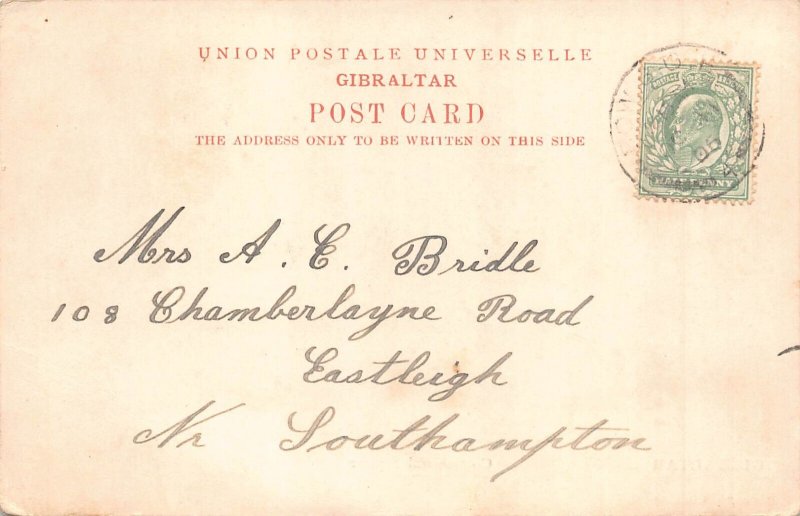 UNION POSTALE UNIVERSELLE
GIBRALTAR
POST CARD
THE ADDRESS ONLY TO BE WRITTEN ON THIS SIDE
POSTAGE
HALFPENNY
Mrs A. E. Bridle
108 Chamberlayne Road
Eastleigh
Nr Southampton